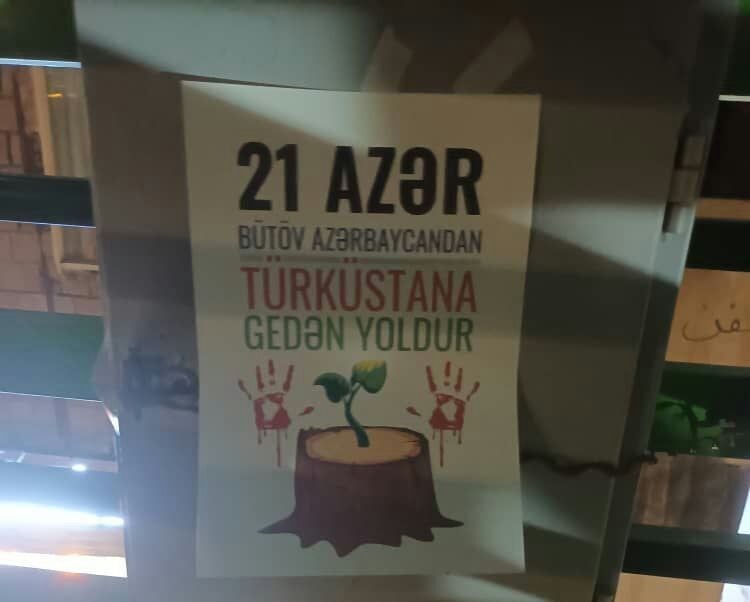 21 AZƏR
BÜTÖV AZƏRBAYCANDAN
TÜRKÜSTANA
GEDƏN YOLDUR